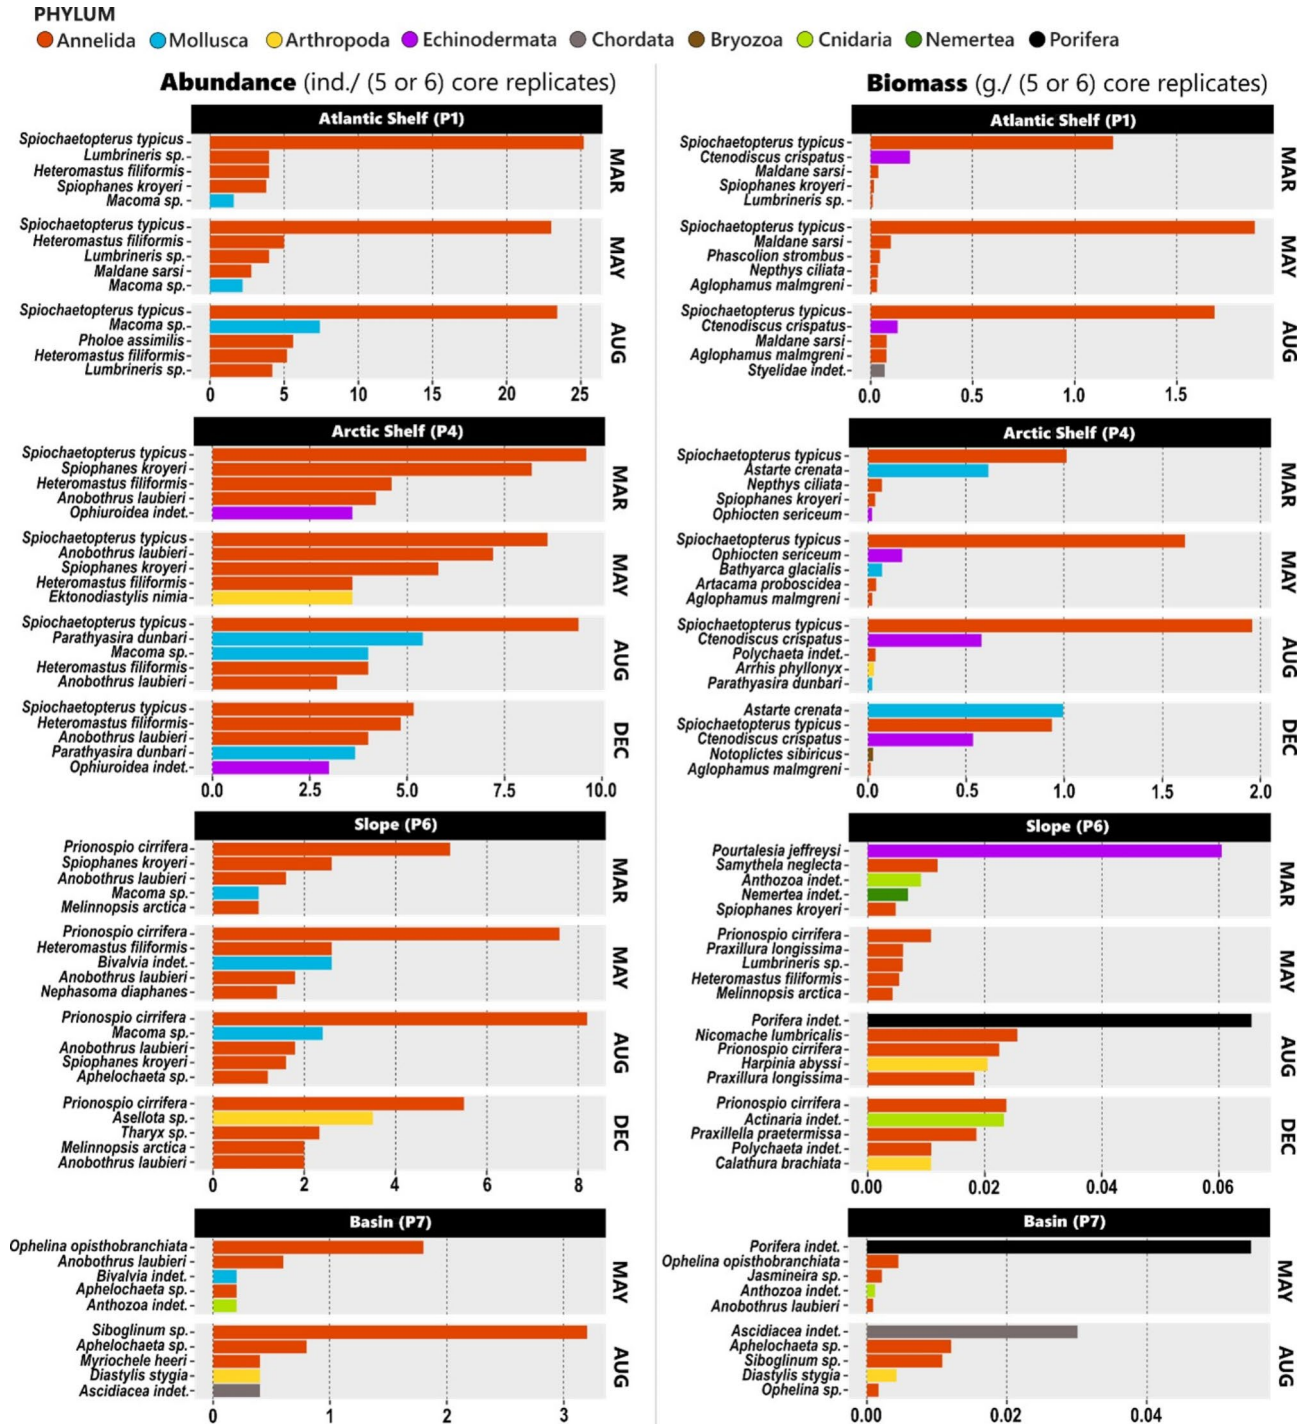 PHYLUM
Annelida Mollusca Arthropoda Echinodermata Chordata Bryozoa Cnidaria Nemertea Porifera
Abundance (ind./ (5 or 6) core replicates)
Atlantic Shelf (P1)
Spiochaetopterus typicus
Lumbrineris sp.
Heteromastus filiformis
Spiophanes kroyeri
Macoma sp.
MAR
Spiochaetopterus typicus
Heteromastus filiformis
Lumbrineris sp.
Maldane sarsi
Macoma sp.
MAY
Spiochaetopterus typicus
Macoma sp.
Pholoe assimilis
Heteromastus filiformis
Lumbrineris sp.
AUG
0 5 10 15 20 25
Arctic Shelf (P4)
Spiochaetopterus typicus
Spiophanes kroyeri
Heteromastus filiformis
Anobothrus laubieri
Ophiuroidea indet.
MAR
Spiochaetopterus typicus
Anobothrus laubieri
Spiophanes kroyeri
Heteromastus filiformis
Ektonodiastylis nimia
MAY
Spiochaetopterus typicus
Parathyasira dunbari
Macoma sp.
Heteromastus filiformis
Anobothrus laubieri
AUG
Spiochaetopterus typicus
Heteromastus filiformis
Anobothrus laubieri
Parathyasira dunbari
Ophiuroidea indet.
DEC
0.0 2.5 5.0 7.5 10.0
Slope (P6)
Prionospio cirrifera
Spiophanes kroyeri
Anobothrus laubieri
Macoma sp.
Melinnopsis arctica
MAR
Prionospio cirrifera
Heteromastus filiformis
Bivalvia indet.
Anobothrus laubieri
Nephasoma diaphanes
MAY
Prionospio cirrifera
Macoma sp.
Anobothrus laubieri
Spiophanes kroyeri
Aphelochaeta sp.
AUG
Prionospio cirrifera
Asellota sp.
Tharyx sp.
Melinnopsis arctica
Anobothrus laubieri
DEC
0 2 4 6 8
Basin (P7)
Ophelina opisthobranchiata
Anobothrus laubieri
Bivalvia indet.
Aphelochaeta sp.
Anthozoa indet.
MAY
Siboglinum sp.
Aphelochaeta sp.
Myriochele heeri
Diastylis stygia
Ascidiacea indet.
AUG
0 1 2 3
Biomass (g./ (5 or 6) core replicates)
Atlantic Shelf (P1)
Spiochaetopterus typicus
Ctenodiscus crispatus
Maldane sarsi
Spiophanes kroyeri
Lumbrineris sp.
MAR
Spiochaetopterus typicus
Maldane sarsi
Phascolion strombus
Nepthys ciliata
Aglophamus malmgreni
MAY
Spiochaetopterus typicus
Ctenodiscus crispatus
Maldane sarsi
Aglophamus malmgreni
Styelidae indet.
AUG
0.0 0.5 1.0 1.5
Arctic Shelf (P4)
Spiochaetopterus typicus
Astarte crenata
Nepthys ciliata
Spiophanes kroyeri
Ophiocten sericeum
MAR
Spiochaetopterus typicus
Ophiocten sericeum
Bathyarca glacialis
Artacama proboscidea
Aglophamus malmgreni
MAY
Spiochaetopterus typicus
Ctenodiscus crispatus
Polychaeta indet.
Arrhis phyllonyx
Parathyasira dunbari
AUG
Astarte crenata
Spiochaetopterus typicus
Ctenodiscus crispatus
Notoplictes sibiricus
Aglophamus malmgreni
DEC
0.0 0.5 1.0 1.5 2.0
Slope (P6)
Pourtalesia jeffreysi
Samythela neglecta
Anthozoa indet.
Nemertea indet.
Spiophanes kroyeri
MAR
Prionospio cirrifera
Praxillura longissima
Lumbrineris sp.
Heteromastus filiformis
Melinnopsis arctica
MAY
Porifera indet.
Nicomache lumbricalis
Prionospio cirrifera
Harpinia abyssi
Praxillura longissima
AUG
Prionospio cirrifera
Actinaria indet.
Praxillella praetermissa
Polychaeta indet.
Calathura brachiata
DEC
0.00 0.02 0.04 0.06
Basin (P7)
Porifera indet.
Ophelina opisthobranchiata
Jasmineira sp.
Anthozoa indet.
Anobothrus laubieri
MAY
Ascidiacea indet.
Aphelochaeta sp.
Siboglinum sp.
Diastylis stygia
Ophelina sp.
AUG
0.00 0.02 0.04